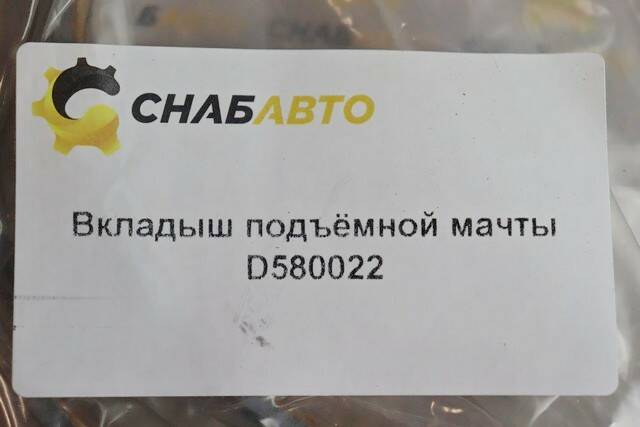 СНАБАВТО
Вкладыш подъёмной мачты
D580022